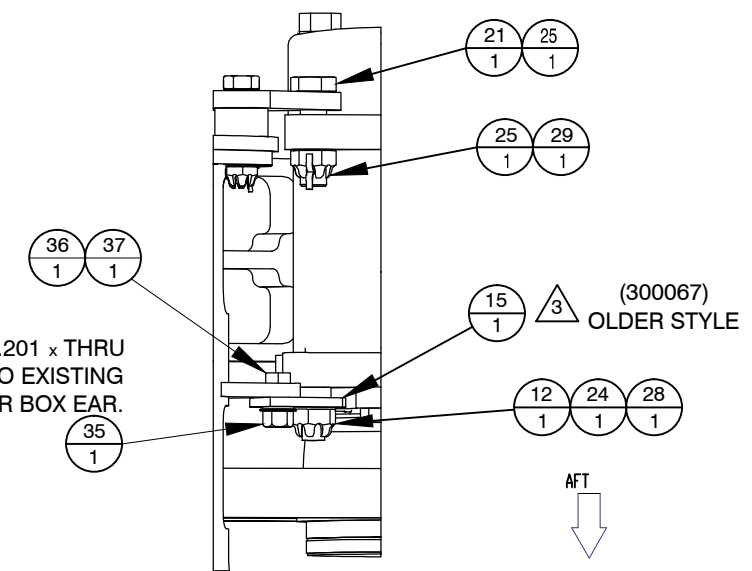 21 25
1 1
25 29
1 1
36 37
1 1
15
1
3
(300067)
OLDER STYLE
.201 x THRU
O EXISTING
R BOX EAR.
35
1
12 24 28
1 1 1
AFT